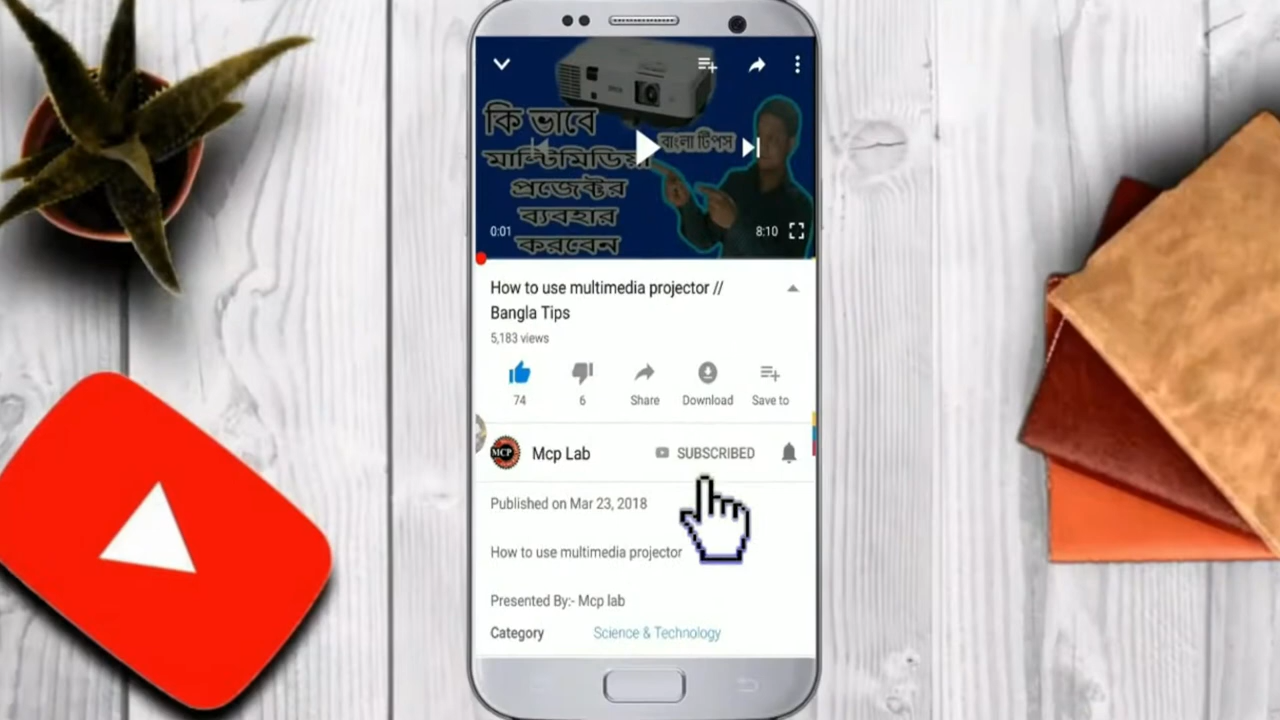 কি ভাবে
বাংলা টিপস
মাল্টিমিডিয়া
প্রজেক্টর
ব্যবহার
করবেন
0:01
8:10
How to use multimedia projector //
Bangla Tips
5,183 views
74
6
Share
Download
Save to
MCP
Mcp Lab
SUBSCRIBED
Published on Mar 23, 2018
How to use multimedia projector
Presented By:- Mcp lab
Category
Science & Technology